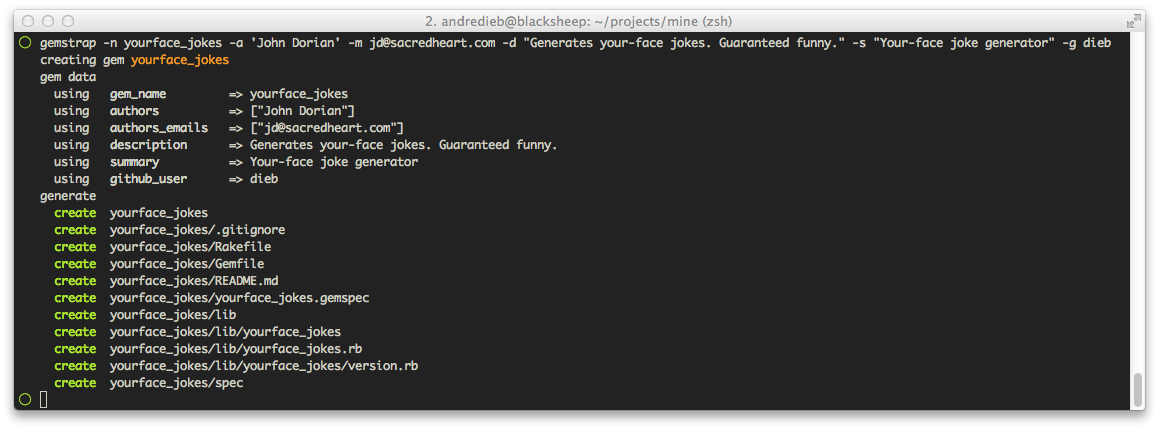 2. andredieb@blacksheep: ~/projects/mine (zsh)
gemstrap -n yourface_jokes -a 'John Dorian' -m jd@sacredheart.com -d "Generates your-face jokes. Guaranteed funny." -s "Your-face joke generator" -g dieb
creating gem yourface_jokes
gem data
using gem_name => yourface_jokes
using authors => ["John Dorian"]
using authors_emails => ["jd@sacredheart.com"]
using description => Generates your-face jokes. Guaranteed funny.
using summary => Your-face joke generator
using github_user => dieb
generate
create yourface_jokes
create yourface_jokes/.gitignore
create yourface_jokes/Rakefile
create yourface_jokes/Gemfile
create yourface_jokes/README.md
create yourface_jokes/yourface_jokes.gemspec
create yourface_jokes/lib
create yourface_jokes/lib/yourface_jokes
create yourface_jokes/lib/yourface_jokes.rb
create yourface_jokes/lib/yourface_jokes/version.rb
create yourface_jokes/spec